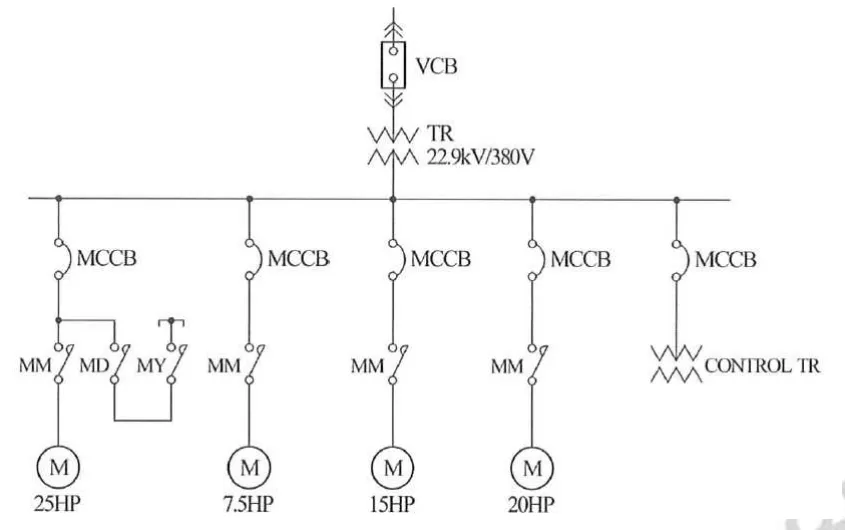 VCB
TR
22.9kV/380V
MCCB MCCB MCCB MCCB MCCB
MM MD MY MM MM MM CONTROL TR
M M M M
25HP 7.5HP 15HP 20HP